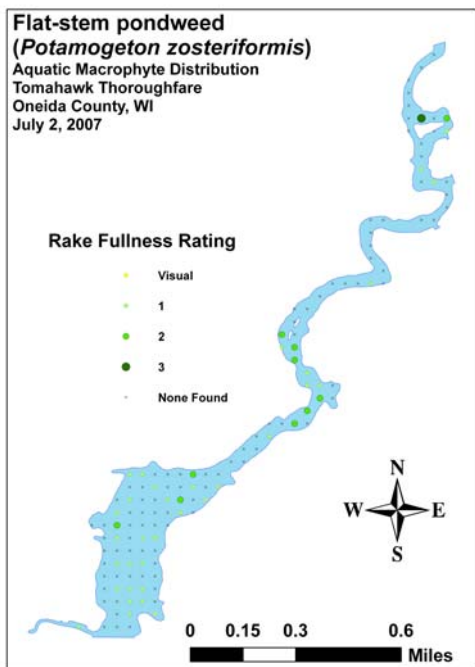 Flat-stem pondweed
(Potamogeton zosteriformis)
Aquatic Macrophyte Distribution
Tomahawk Thoroughfare
Oneida County, WI
July 2, 2007
Rake Fullness Rating
Visual
1
2
3
None Found
N
W E
S
0 0.15 0.3 0.6
Miles